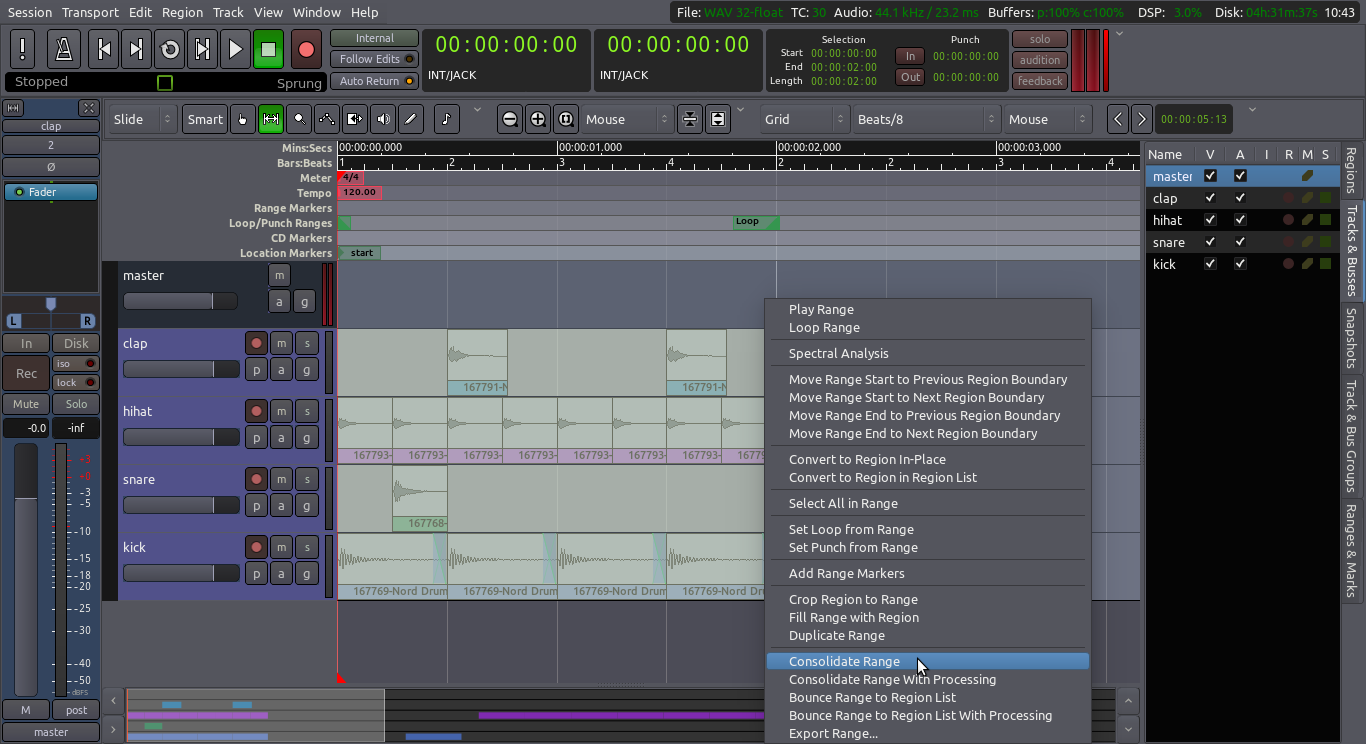 Session Transport Edit Region Track View Window Help File: WAV 32-float TC: 30 Audio: 44.1 kHz / 23.2 ms Buffers: p:100% c:100% DSP: 3.0% Disk: 04h:31m:37s 10:43
Internal
Follow Edits
Auto Return
Stopped Sprung
00:00:00:00
INT/JACK
00:00:00:00
INT/JACK
Selection
Start 00:00:00:00
End 00:00:02:00
Length 00:00:02:00
Punch
In 00:00:00:00
Out 00:00:00:00
solo
audition
feedback
Slide Smart Mouse Grid Beats/8 Mouse 00:00:05:13
clap
2
Ø
Fader
L R
In Disk
Rec iso
lock
Mute Solo
-0.0 -inf
+3
+0
-3
-5
-10
-15
-18
-20
-25
-30
-40
-50
dBFS
M post
master
Mins:Secs 00:00:00.000 00:00:01.000 00:00:02.000 00:00:03.000
Bars:Beats 1 2 3 4 2 2 3 4
Meter 4/4
Tempo 120.00
Range Markers
Loop/Punch Ranges Loop
CD Markers
Location Markers start
master m
a g
clap m s
p a g
167791-N 167791-N
hihat m s
p a g
167793- 167793- 167793- 167793- 167793- 167793- 167793- 167793-
snare m s
p a g
167768-
kick m s
p a g
167769-Nord Drum 167769-Nord Drum 167769-Nord Drum 167769-Nord Drum
Play Range
Loop Range
Spectral Analysis
Move Range Start to Previous Region Boundary
Move Range Start to Next Region Boundary
Move Range End to Previous Region Boundary
Move Range End to Next Region Boundary
Convert to Region In-Place
Convert to Region in Region List
Select All in Range
Set Loop from Range
Set Punch from Range
Add Range Markers
Crop Region to Range
Fill Range with Region
Duplicate Range
Consolidate Range
Consolidate Range With Processing
Bounce Range to Region List
Bounce Range to Region List With Processing
Export Range...
Name V A I R M S
master
clap
hihat
snare
kick
Regions
Tracks & Busses
Snapshots
Track & Bus Groups
Ranges & Marks